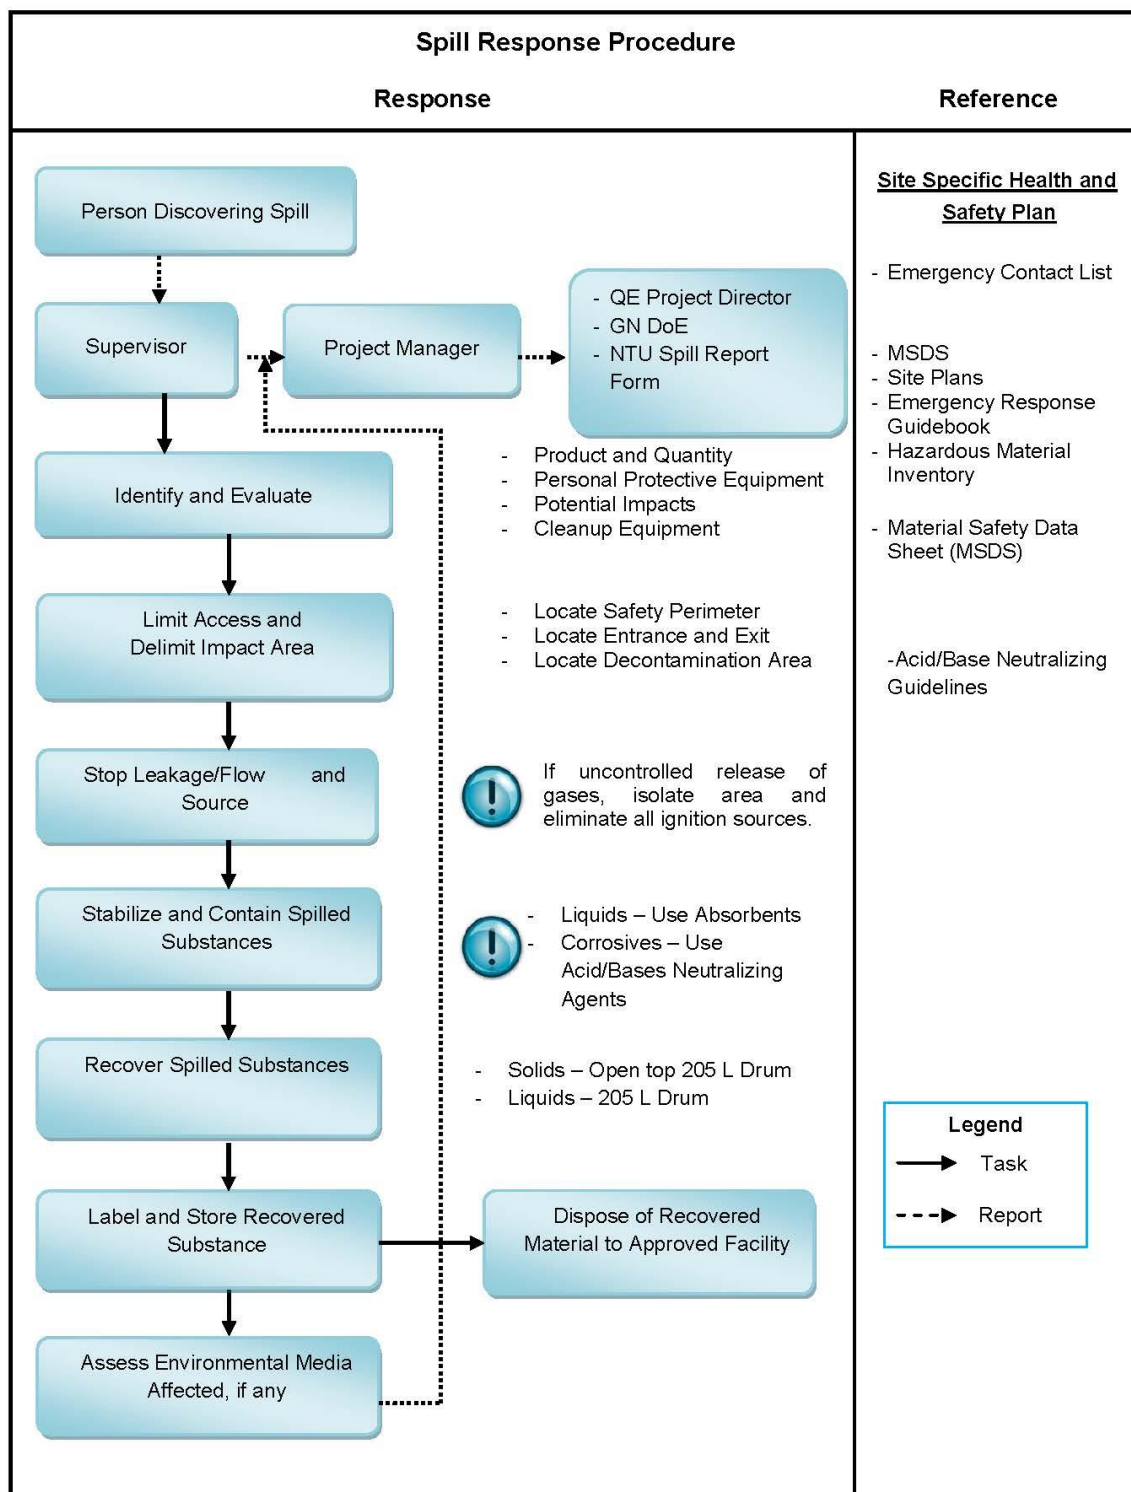 Spill Response Procedure
Response
Reference
Person Discovering Spill
Supervisor
Project Manager
- QE Project Director
- GN DoE
- NTU Spill Report
Form
Identify and Evaluate
- Product and Quantity
- Personal Protective Equipment
- Potential Impacts
- Cleanup Equipment
Limit Access and
Delimit Impact Area
- Locate Safety Perimeter
- Locate Entrance and Exit
- Locate Decontamination Area
Stop Leakage/Flow and
Source
If uncontrolled release of
gases, isolate area and
eliminate all ignition sources.
Stabilize and Contain Spilled
Substances
- Liquids – Use Absorbents
- Corrosives – Use
Acid/Bases Neutralizing
Agents
Recover Spilled Substances
- Solids – Open top 205 L Drum
- Liquids – 205 L Drum
Label and Store Recovered
Substance
Dispose of Recovered
Material to Approved Facility
Assess Environmental Media
Affected, if any
Site Specific Health and
Safety Plan
- Emergency Contact List
- MSDS
- Site Plans
- Emergency Response
Guidebook
- Hazardous Material
Inventory
- Material Safety Data
Sheet (MSDS)
-Acid/Base Neutralizing
Guidelines
Legend
Task
Report